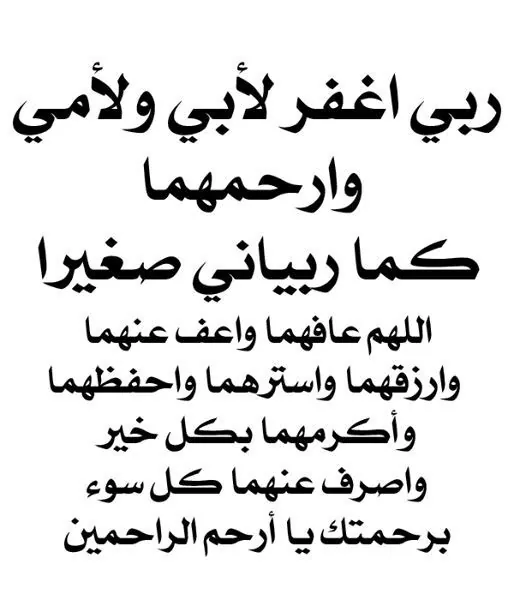 ربي اغفر لأبي ولأمي
وارحمهما
كما ربياني صغيرا
اللهم عافهما واعف عنهما
وارزقهما واسترهما واحفظهما
وأكرمهما بكل خير
واصرف عنهما كل سوء
برحمتك يا أرحم الراحمين